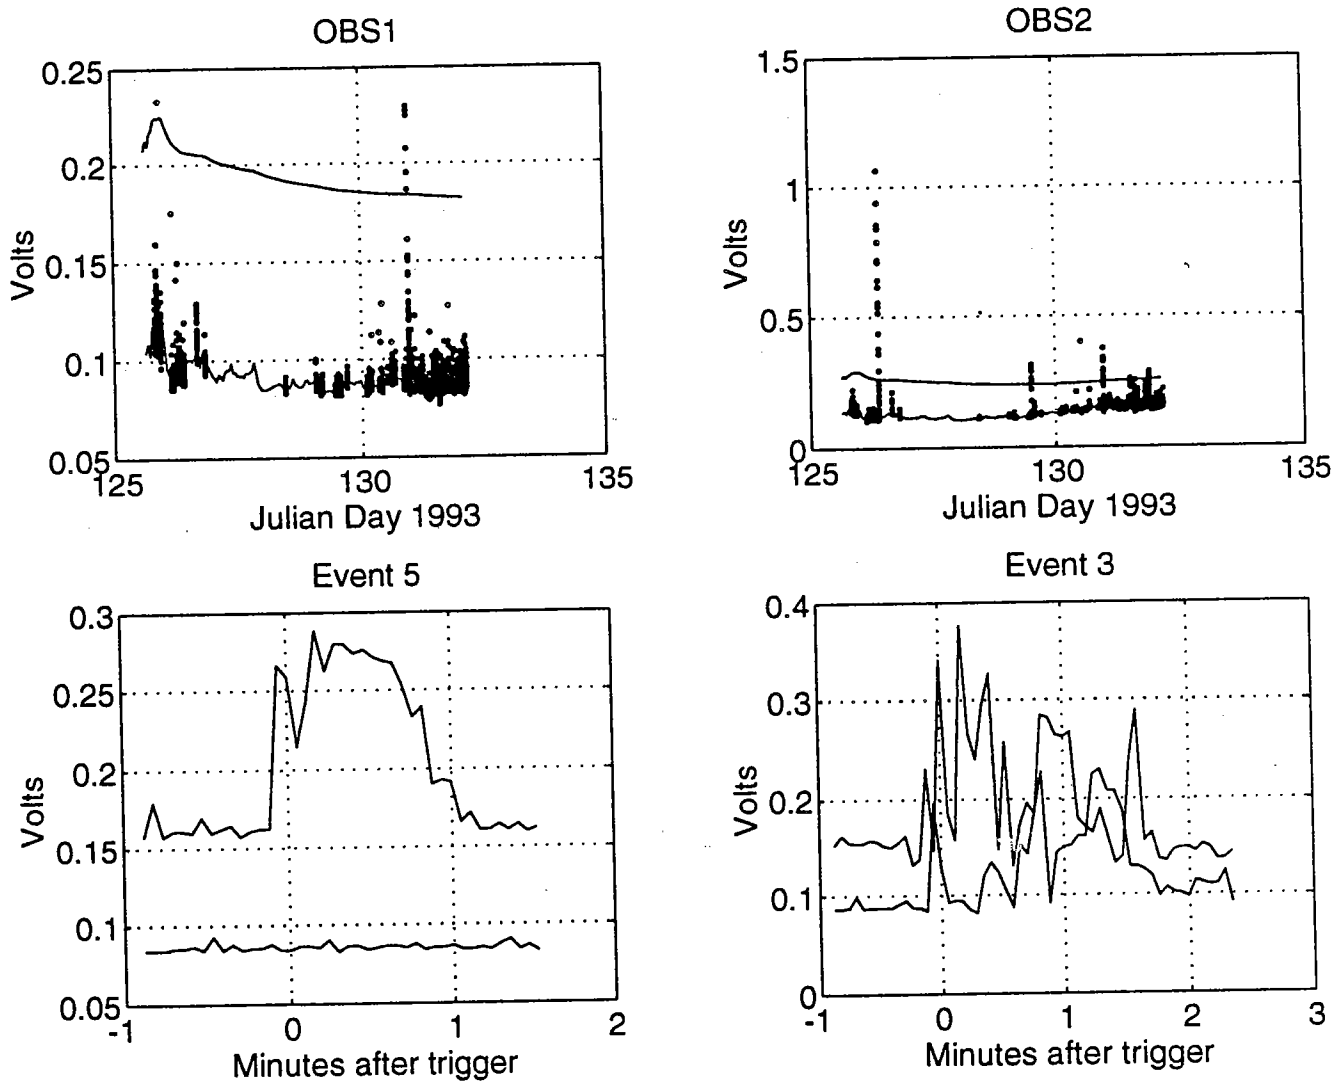 OBS1
0.25
0.2
0.15
0.1
0.05
Volts
125
130
135
Julian Day 1993
OBS2
1.5
1
0.5
0
Volts
125
130
135
Julian Day 1993
Event 5
0.3
0.25
0.2
0.15
0.1
0.05
Volts
-1
0
1
2
Minutes after trigger
Event 3
0.4
0.3
0.2
0.1
0
Volts
-1
0
1
2
3
Minutes after trigger